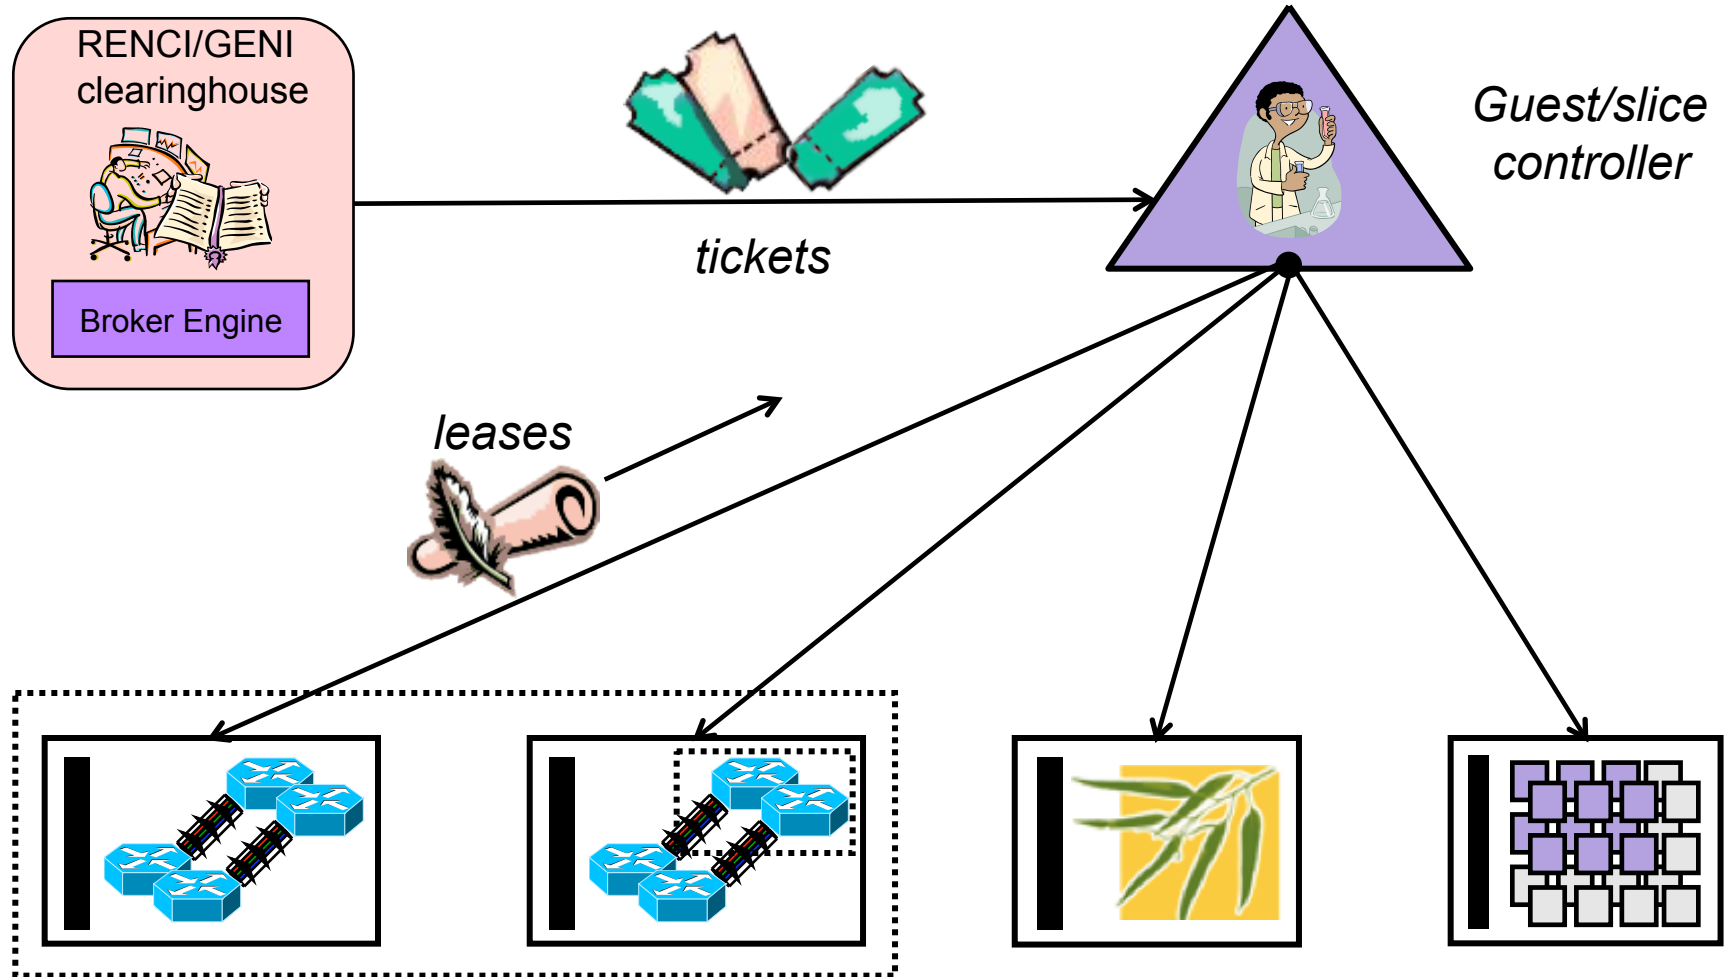 RENCI/GENI
clearinghouse
Broker Engine
tickets
Guest/slice
controller
leases